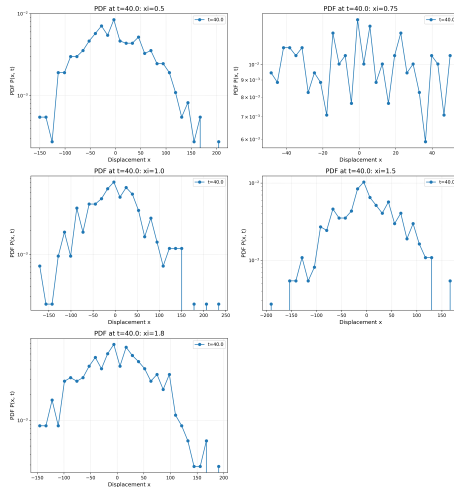 PDF at t=40.0: xi=0.5
PDF P(x, t)
10⁻²
10⁻³
t=40.0
−150 −100 −50 0 50 100 150 200
Displacement x
PDF at t=40.0: xi=0.75
PDF P(x, t)
10⁻²
9 × 10⁻³
8 × 10⁻³
7 × 10⁻³
6 × 10⁻³
t=40.0
−40 −20 0 20 40
Displacement x
PDF at t=40.0: xi=1.0
PDF P(x, t)
10⁻³
t=40.0
−150 −100 −50 0 50 100 150 200 250
Displacement x
PDF at t=40.0: xi=1.5
PDF P(x, t)
10⁻²
10⁻³
t=40.0
−200 −150 −100 −50 0 50 100 150
Displacement x
PDF at t=40.0: xi=1.8
PDF P(x, t)
10⁻³
t=40.0
−150 −100 −50 0 50 100 150 200
Displacement x